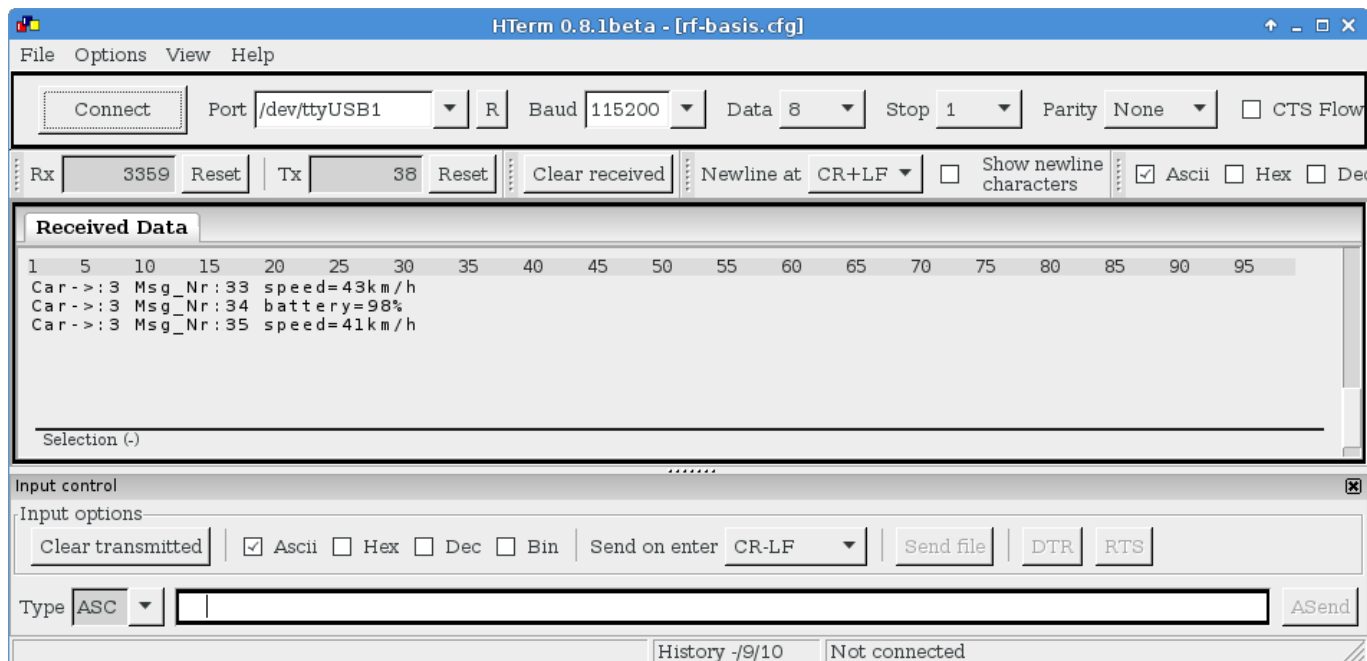 HTerm 0.8.1beta - [rf-basis.cfg]
File Options View Help
Connect Port /dev/ttyUSB1 R Baud 115200 Data 8 Stop 1 Parity None CTS Flow
Rx 3359 Reset Tx 38 Reset Clear received Newline at CR+LF Show newline characters Ascii Hex Dec
Received Data
1 5 10 15 20 25 30 35 40 45 50 55 60 65 70 75 80 85 90 95
Car->:3 Msg_Nr:33 speed=43km/h
Car->:3 Msg_Nr:34 battery=98%
Car->:3 Msg_Nr:35 speed=41km/h
Selection (-)
Input control
Input options
Clear transmitted Ascii Hex Dec Bin Send on enter CR-LF Send file DTR RTS
Type ASC ASend
History -/9/10 Not connected